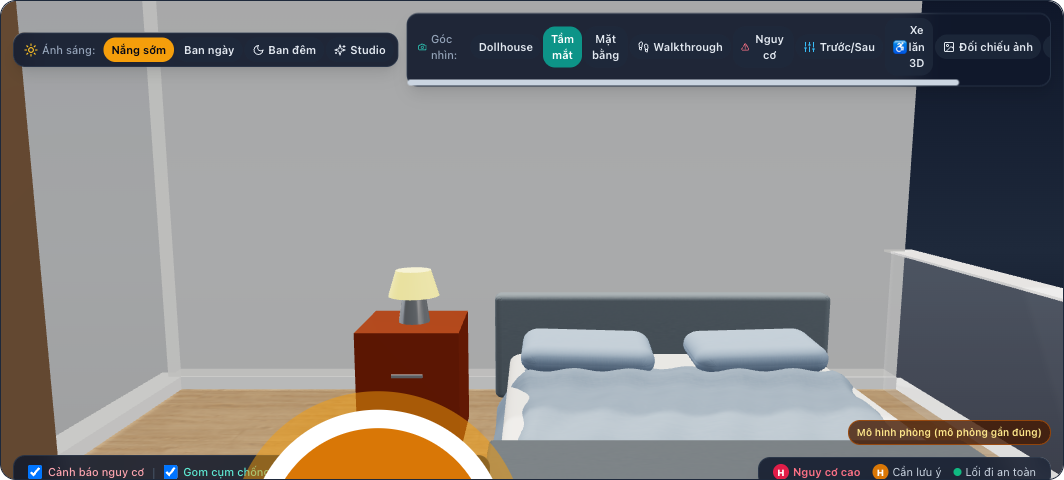 Ánh sáng: Nắng sớm Ban ngày Ban đêm Studio
Góc nhìn: Dollhouse Tầm mắt Mặt bằng Walkthrough Nguy cơ Trước/Sau Xe lăn 3D Đối chiếu ảnh
Mô hình phòng (mô phỏng gần đúng)
Cảnh báo nguy cơ | Gom cụm chống
H Nguy cơ cao H Cần lưu ý Lối đi an toàn